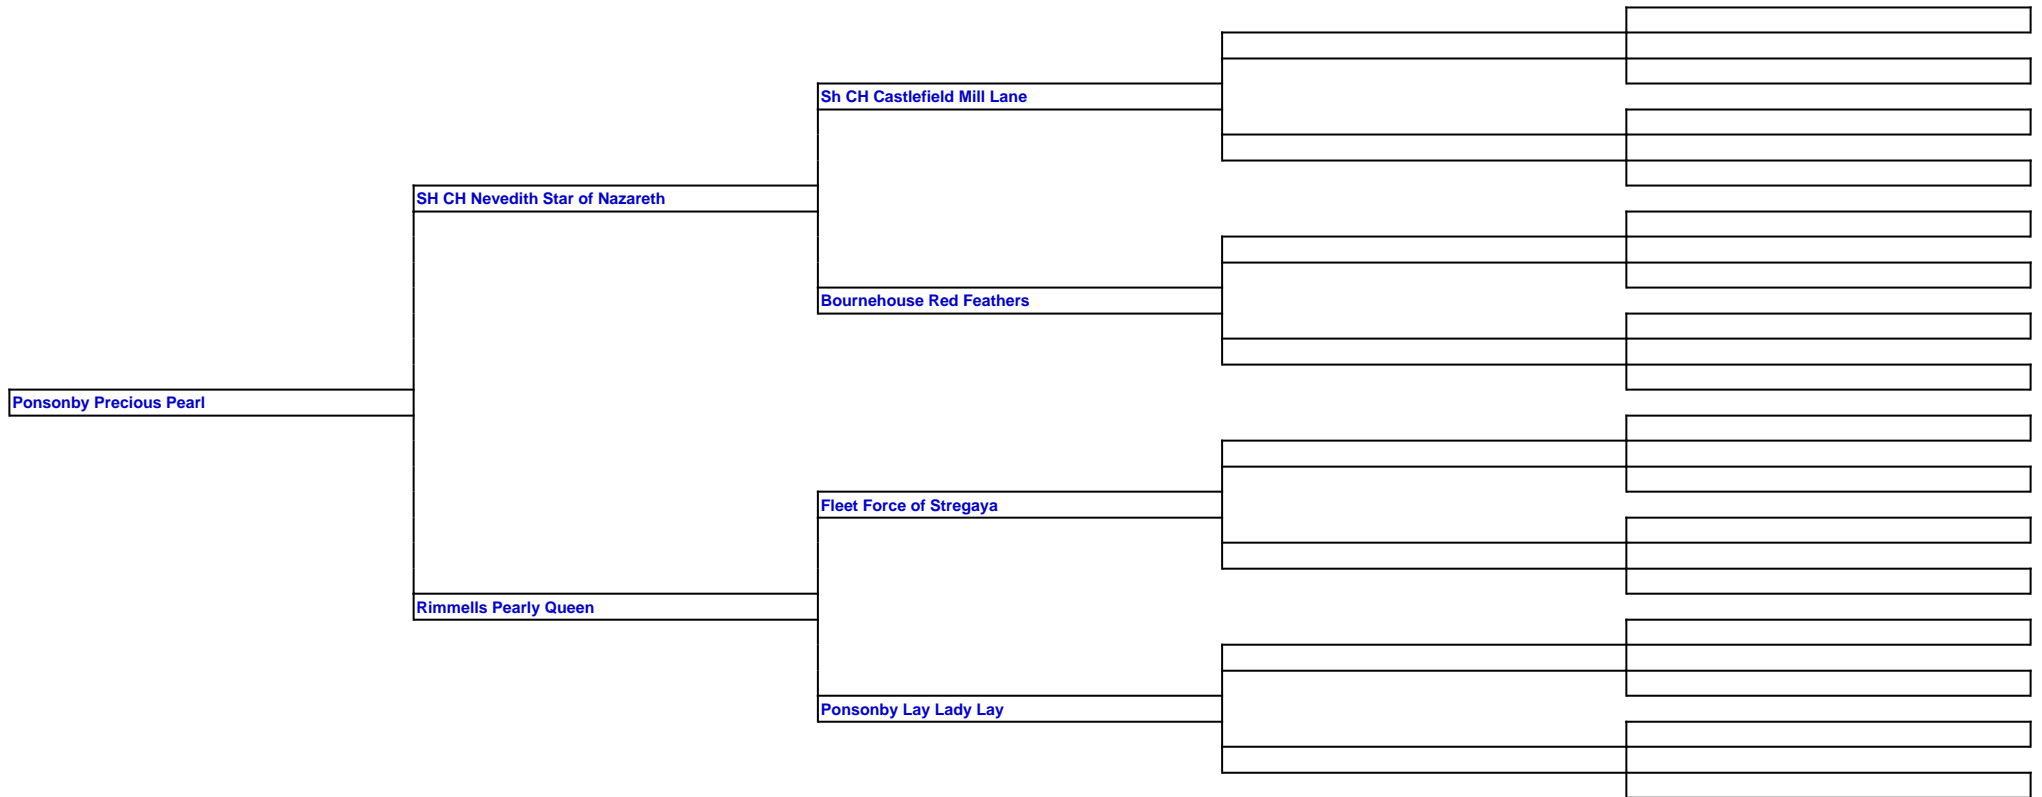 Sh CH Castlefield Mill Lane
SH CH Nevedith Star of Nazareth
Bournehouse Red Feathers
Ponsonby Precious Pearl
Fleet Force of Stregaya
Rimmells Pearly Queen
Ponsonby Lay Lady Lay